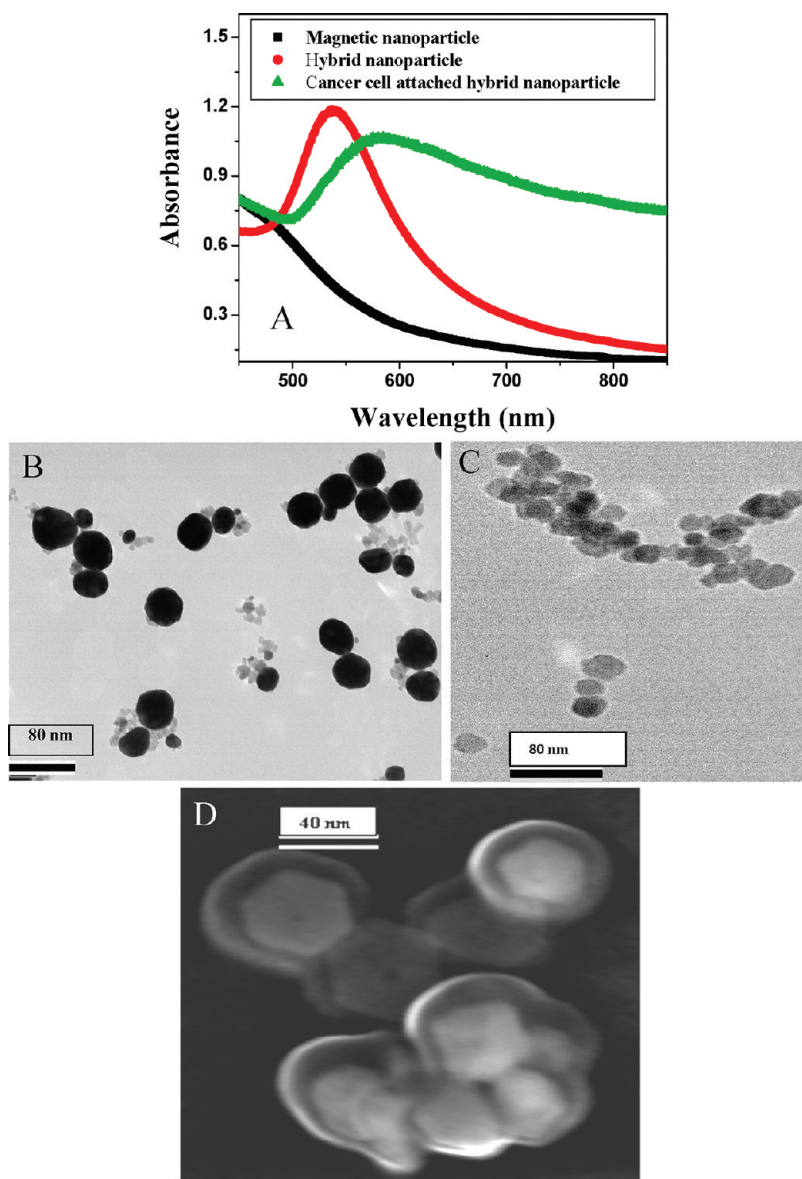 1.5
Magnetic nanoparticle
Hybrid nanoparticle
Cancer cell attached hybrid nanoparticle
1.2
0.9
0.6
0.3
Absorbance
A
500 600 700 800
Wavelength (nm)
B
80 nm
C
80 nm
D
40 nm